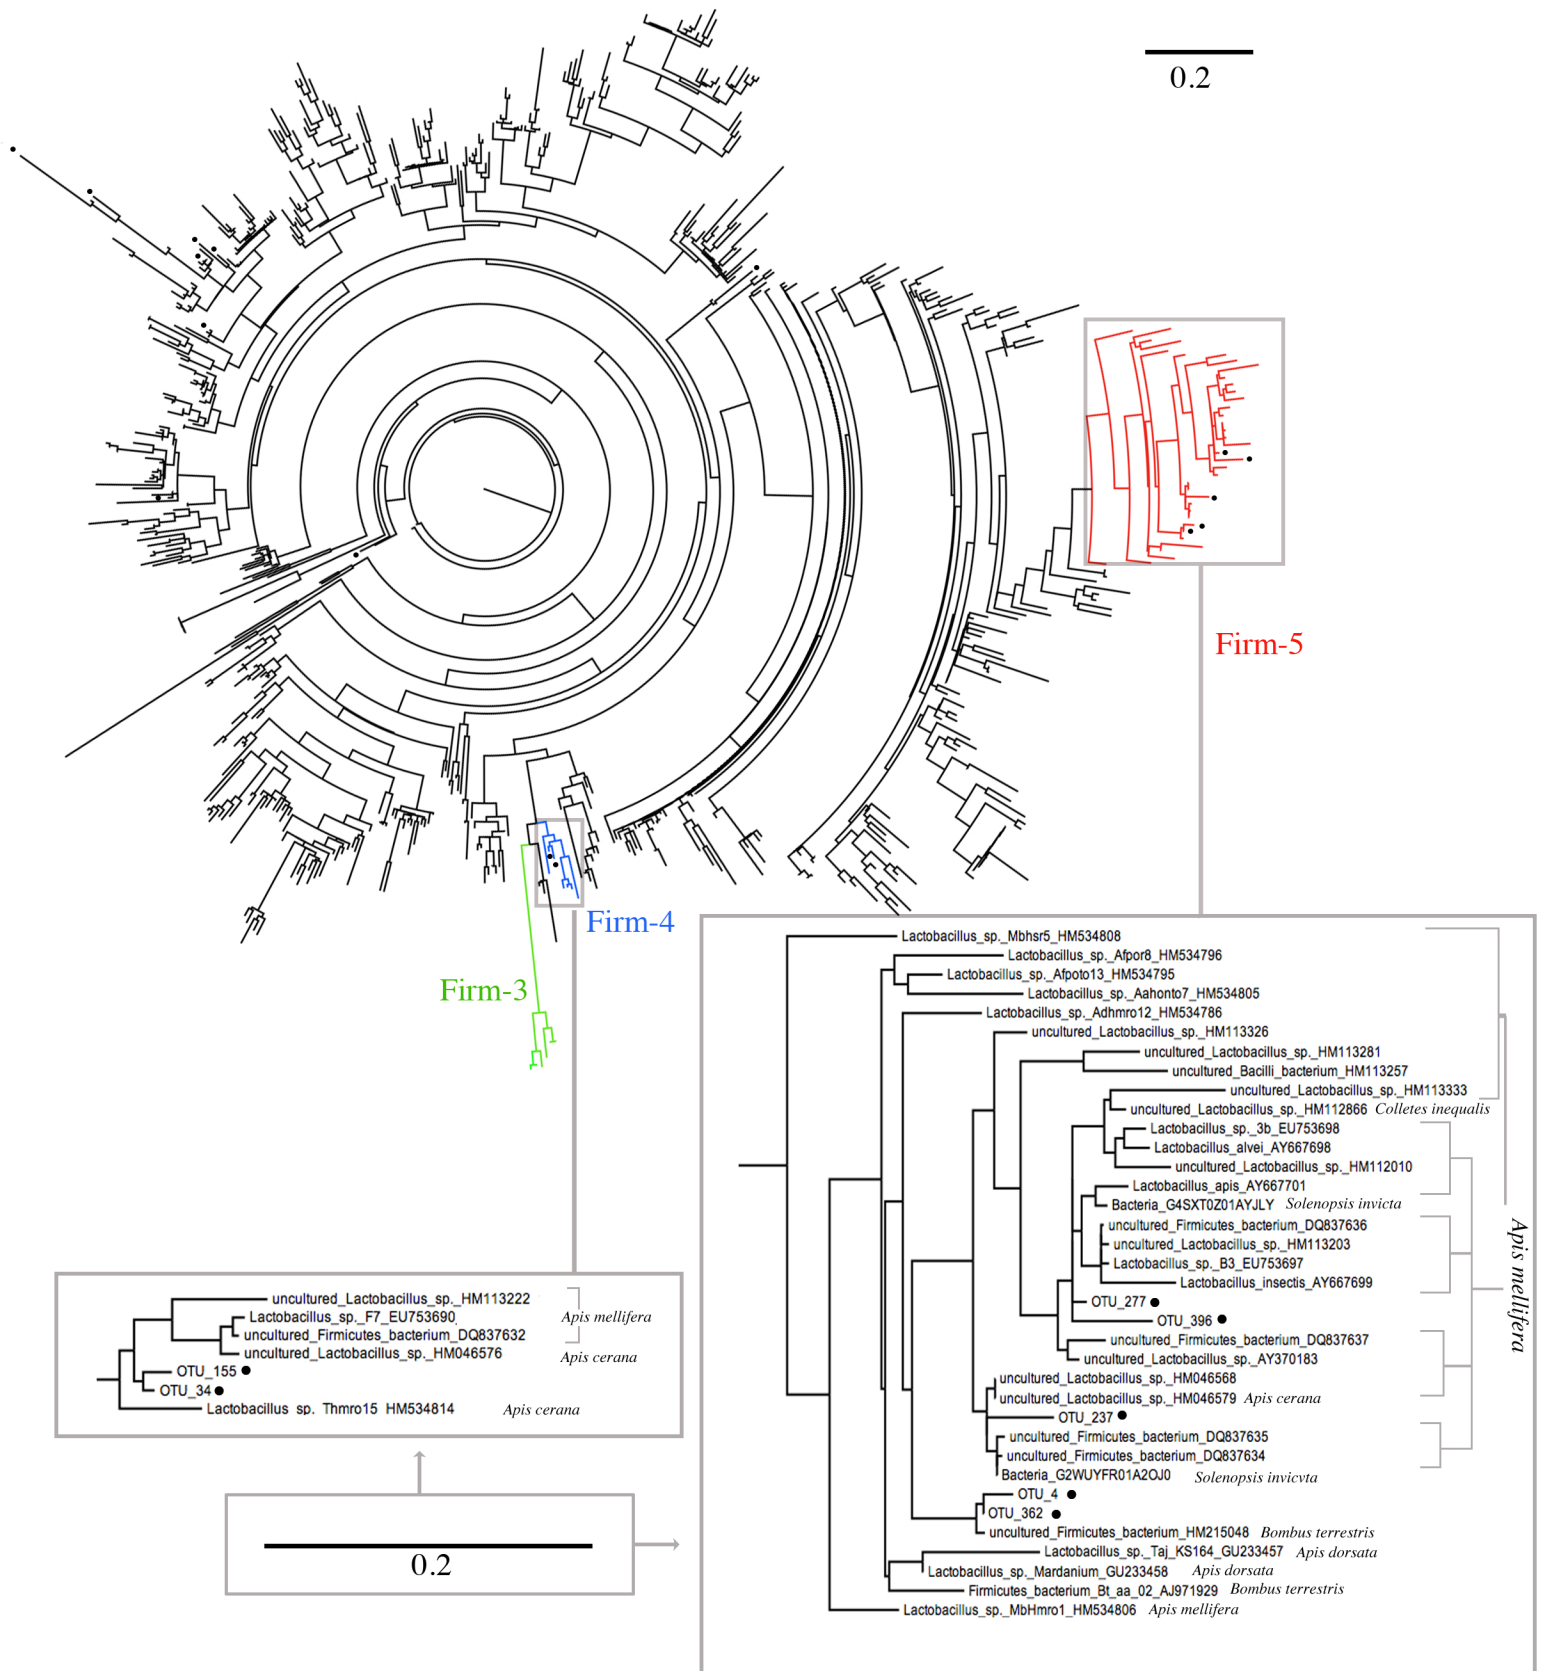 0.2
Firm-5
Firm-4
Firm-3
Lactobacillus_sp._Mbhsr5_HM534808
Lactobacillus_sp._Afpor8_HM534796
Lactobacillus_sp._Afpoto13_HM534795
Lactobacillus_sp._Aahonto7_HM534805
Lactobacillus_sp._Adhmro12_HM534786
uncultured_Lactobacillus_sp._HM113326
uncultured_Lactobacillus_sp._HM113281
uncultured_Bacilli_bacterium_HM113257
uncultured_Lactobacillus_sp._HM113333
uncultured_Lactobacillus_sp._HM112866 Colletes inequalis
Lactobacillus_sp._3b_EU753698
Lactobacillus_alvei_AY667698
uncultured_Lactobacillus_sp._HM112010
Lactobacillus_apis_AY667701
Bacteria_G4SXT0Z01AYJLY Solenopsis invicta
uncultured_Firmicutes_bacterium_DQ837636
uncultured_Lactobacillus_sp._HM113203
Lactobacillus_sp._B3_EU753697
Lactobacillus_insectis_AY667699
OTU_277
OTU_396
uncultured_Firmicutes_bacterium_DQ837637
uncultured_Lactobacillus_sp._AY370183
uncultured_Lactobacillus_sp._HM046568
uncultured_Lactobacillus_sp._HM046579 Apis cerana
OTU_237
uncultured_Firmicutes_bacterium_DQ837635
uncultured_Firmicutes_bacterium_DQ837634
Bacteria_G2WUYFR01A2OJ0 Solenopsis invicvta
OTU_4
OTU_362
uncultured_Firmicutes_bacterium_HM215048 Bombus terrestris
Lactobacillus_sp._Taj_KS164_GU233457 Apis dorsata
Lactobacillus_sp._Mardanium_GU233458 Apis dorsata
Firmicutes_bacterium_Bt_aa_02_AJ971929 Bombus terrestris
Lactobacillus_sp._MbHmro1_HM534806 Apis mellifera
Apis mellifera
uncultured_Lactobacillus_sp._HM113222
Lactobacillus_sp._F7_EU753690
Apis mellifera
uncultured_Firmicutes_bacterium_DQ837632
uncultured_Lactobacillus_sp._HM046576 Apis cerana
OTU_155
OTU_34
Lactobacillus_sp._Thmro15_HM534814 Apis cerana
0.2